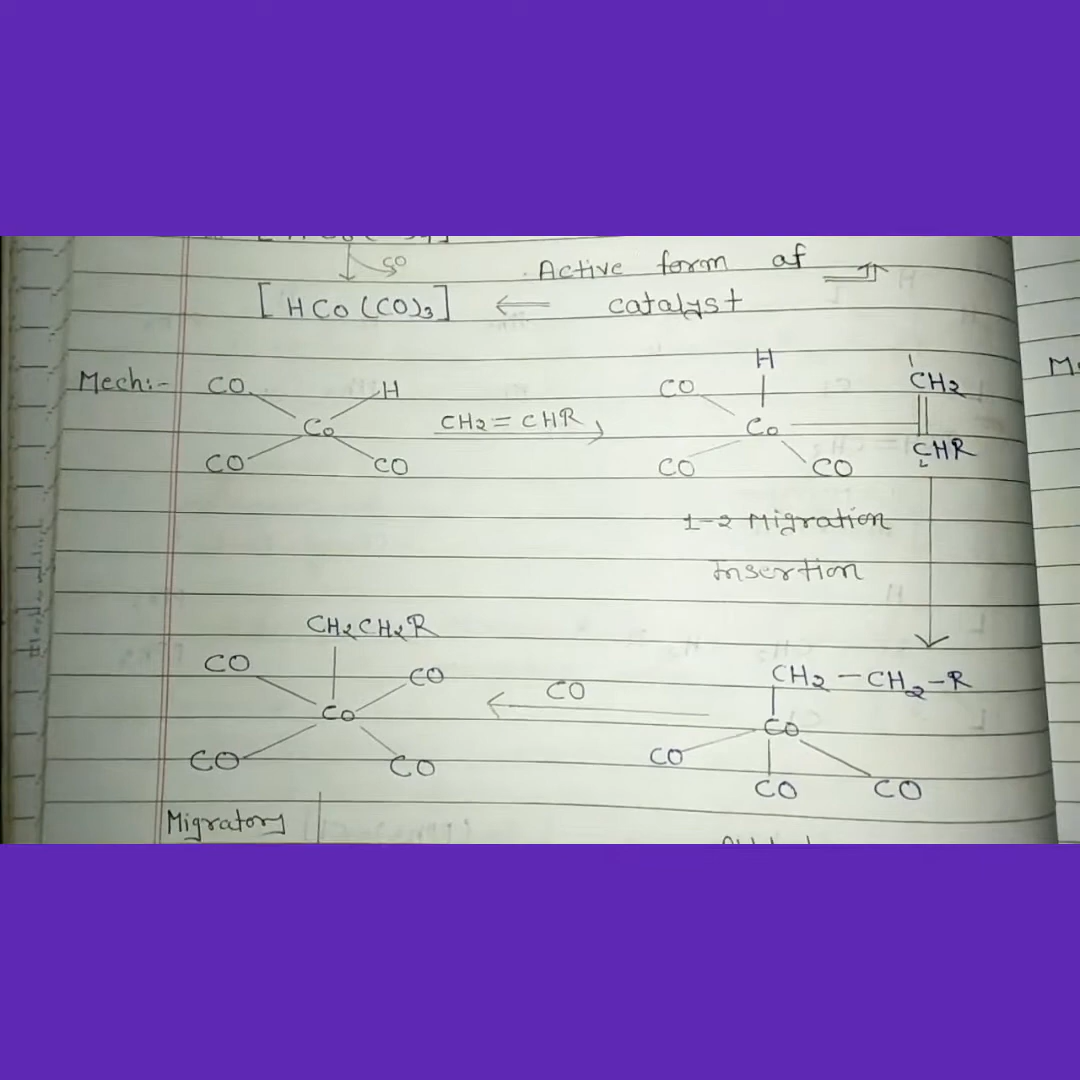 Active form of
[HCo(CO)3] ← catalyst
Mech:- CO H
Co
CO CO
CH2 = CHR
H
CO CH2
Co
CO CO CHR
1-2 Migration
Insertion
CH2CH2R
CO CO
Co
CO CO
CO
CH2 - CH2 - R
Co
CO
CO CO
Migratory